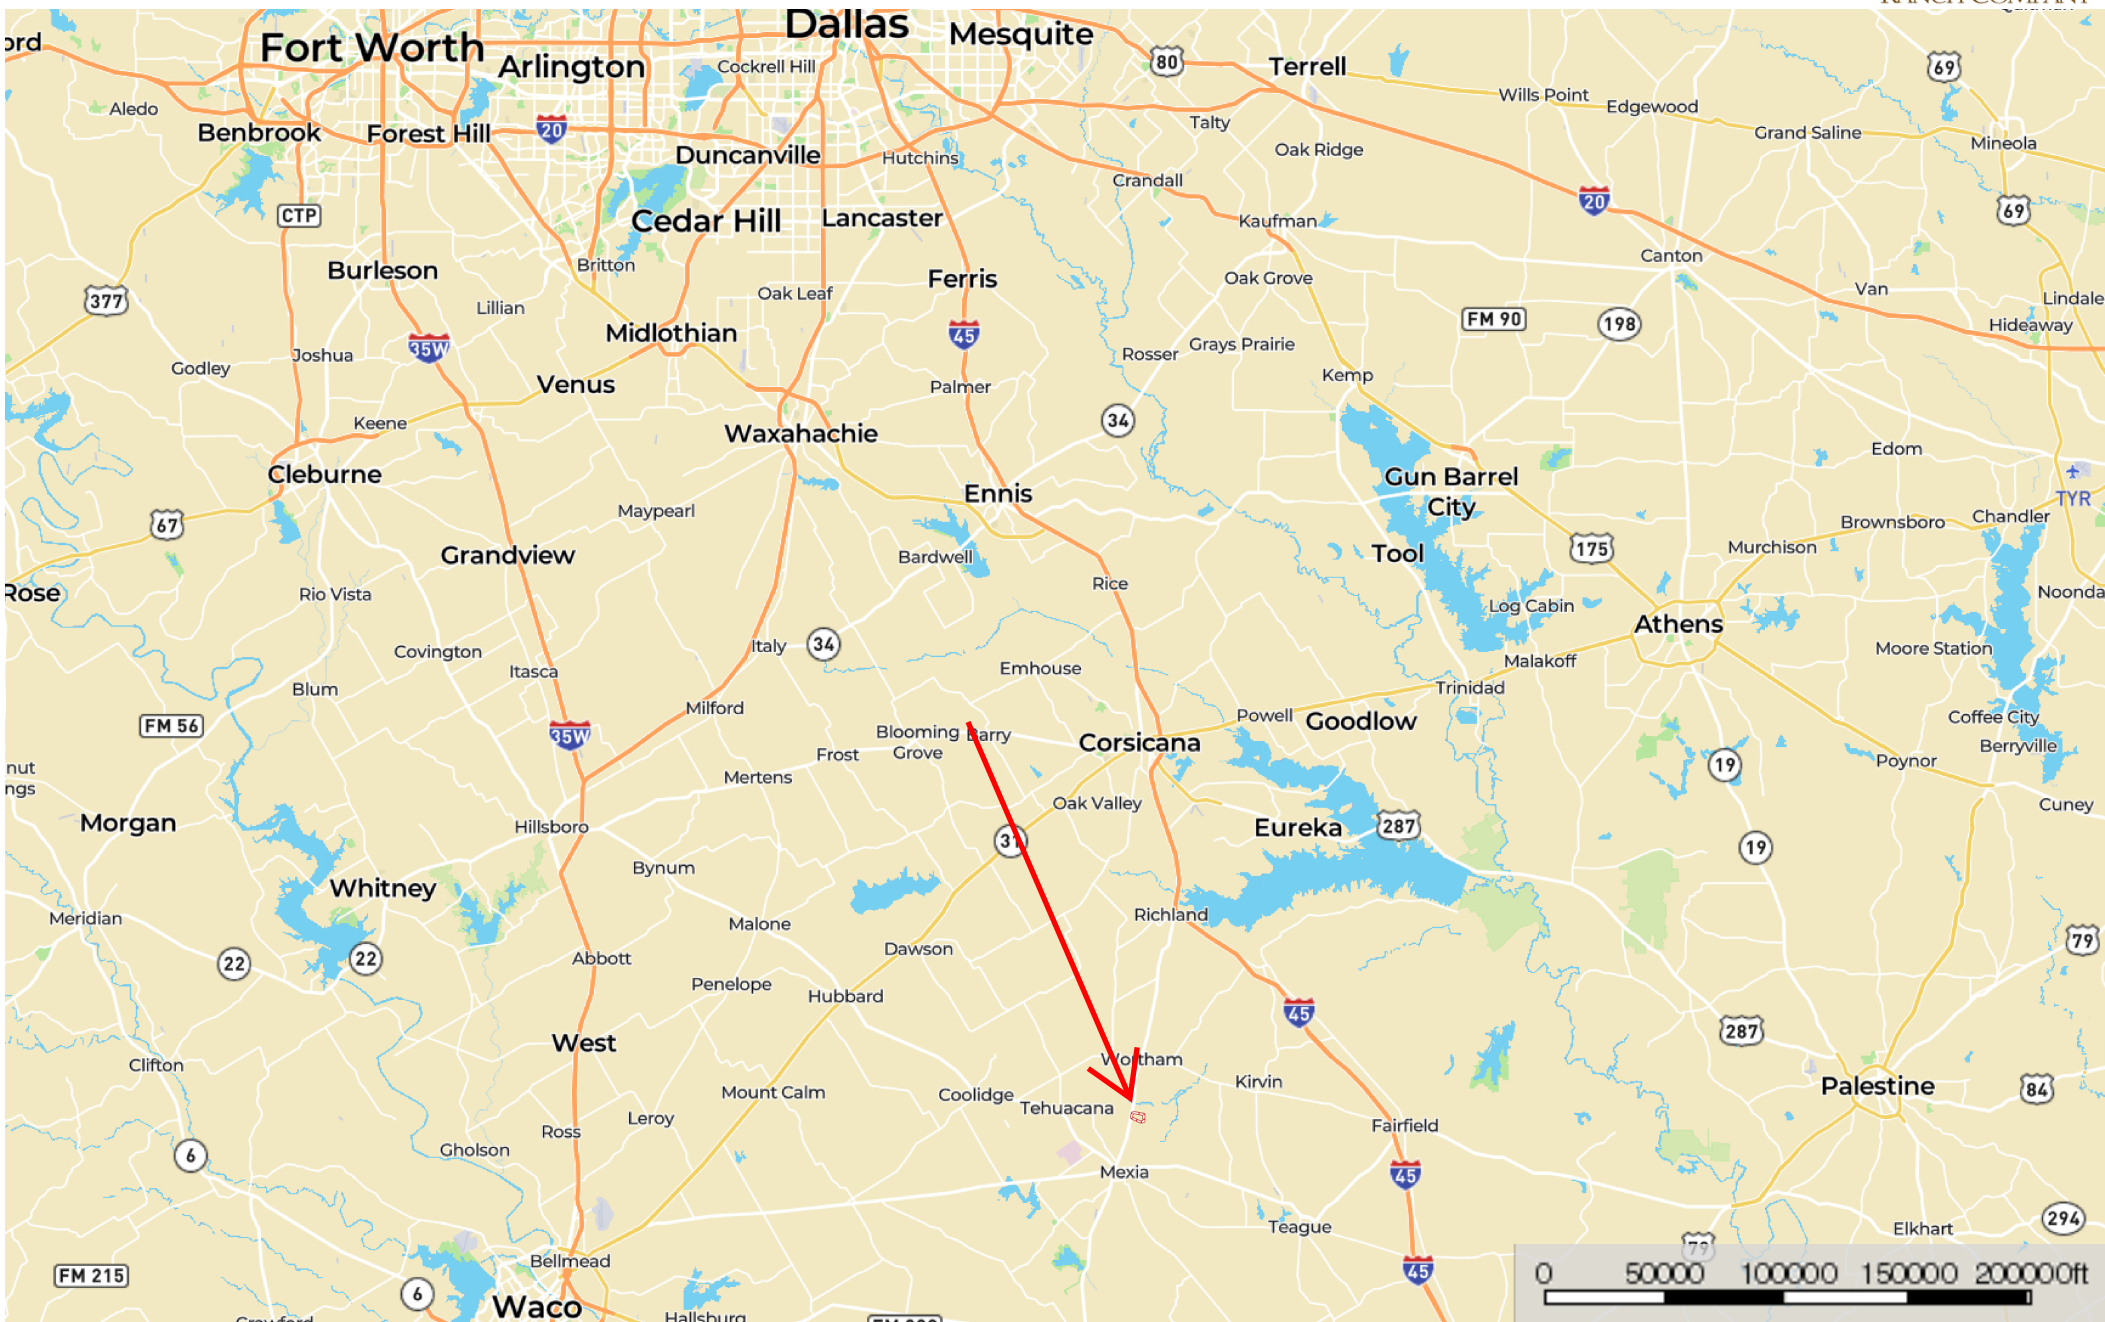 RANCH COMPANY
ord
Fort Worth
Arlington
Dallas
Mesquite
Cockrell Hill
80
Terrell
69
Aledo
Benbrook
Forest Hill
20
Duncanville
Hutchins
Talty
Oak Ridge
Wills Point
Edgewood
Grand Saline
Mineola
Crandall
CTP
Cedar Hill
Lancaster
Kaufman
20
69
Burleson
Britton
Canton
377
Lillian
Oak Leaf
Ferris
Oak Grove
Van
Lindale
Midlothian
45
FM 90
198
Hideaway
35W
Joshua
Godley
Rosser
Grays Prairie
Venus
Palmer
Kemp
Keene
Waxahachie
34
Cleburne
Gun Barrel
City
Edom
TYR
Ennis
67
Maypearl
Brownsboro
Chandler
Grandview
Bardwell
Tool
175
Murchison
Rose
Rio Vista
Rice
Log Cabin
Noonda
Athens
Italy
34
Covington
Itasca
Emhouse
Malakoff
Moore Station
Blum
Milford
Trinidad
FM 56
35W
Blooming
Grove
Barry
Corsicana
Powell
Goodlow
Coffee City
Berryville
Frost
nut
ngs
Mertens
19
Poynor
Oak Valley
Cuney
Morgan
Hillsboro
31
Eureka
287
19
Bynum
Whitney
Meridian
Malone
Richland
22
22
Abbott
Dawson
79
Penelope
Hubbard
45
West
287
Clifton
Wortham
Mount Calm
Coolidge
Tehuacana
Kirvin
Palestine
84
Leroy
Ross
Fairfield
Gholson
6
Mexia
45
Teague
Elkhart
294
79
Bellmead
FM 215
6
Waco
45
0 50000 100000 150000 200000ft
Hallsburg